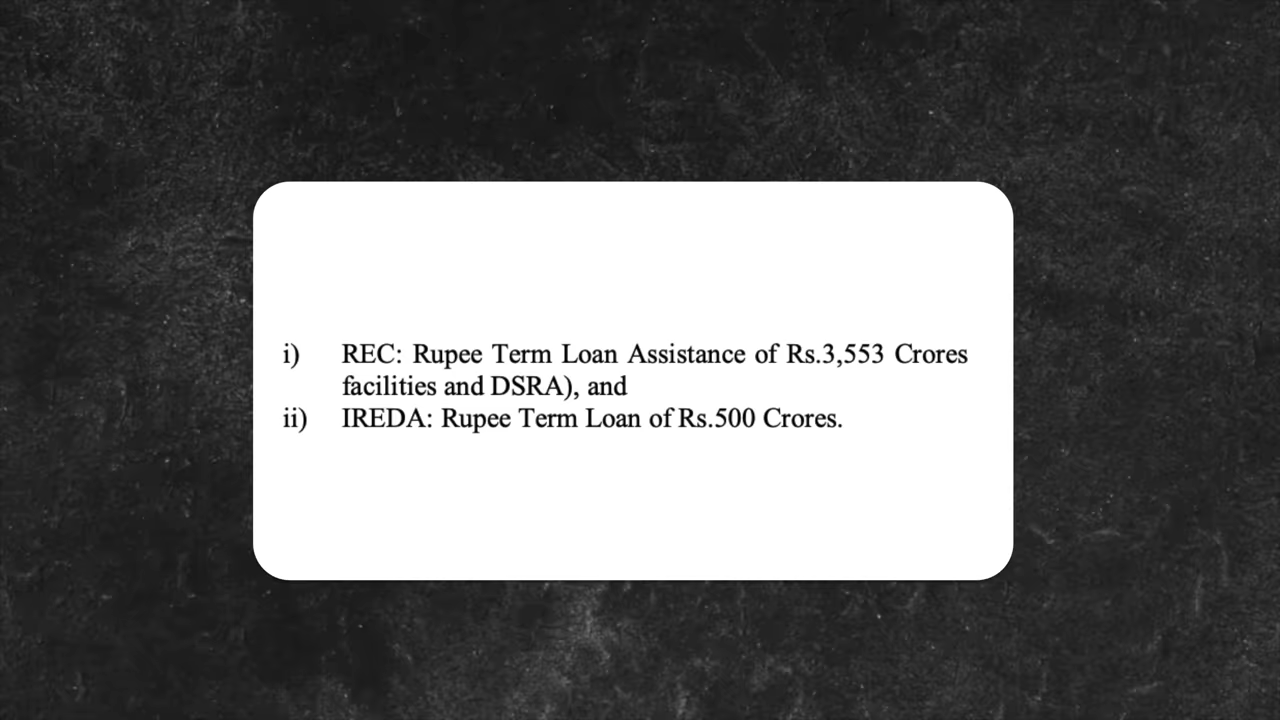 i) REC: Rupee Term Loan Assistance of Rs.3,553 Crores
facilities and DSRA), and
ii) IREDA: Rupee Term Loan of Rs.500 Crores.